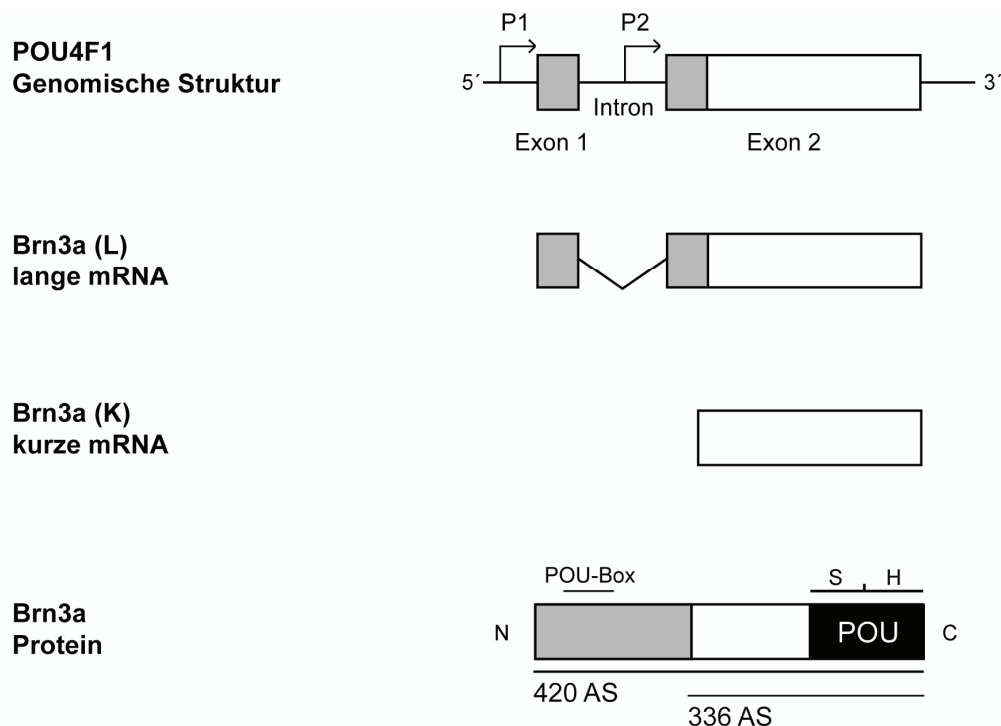 P1 P2
POU4F1
Genomische Struktur
5´ 3´
Intron
Exon 1 Exon 2
Brn3a (L)
lange mRNA
Brn3a (K)
kurze mRNA
POU-Box S H
Brn3a
Protein
N POU C
420 AS
336 AS